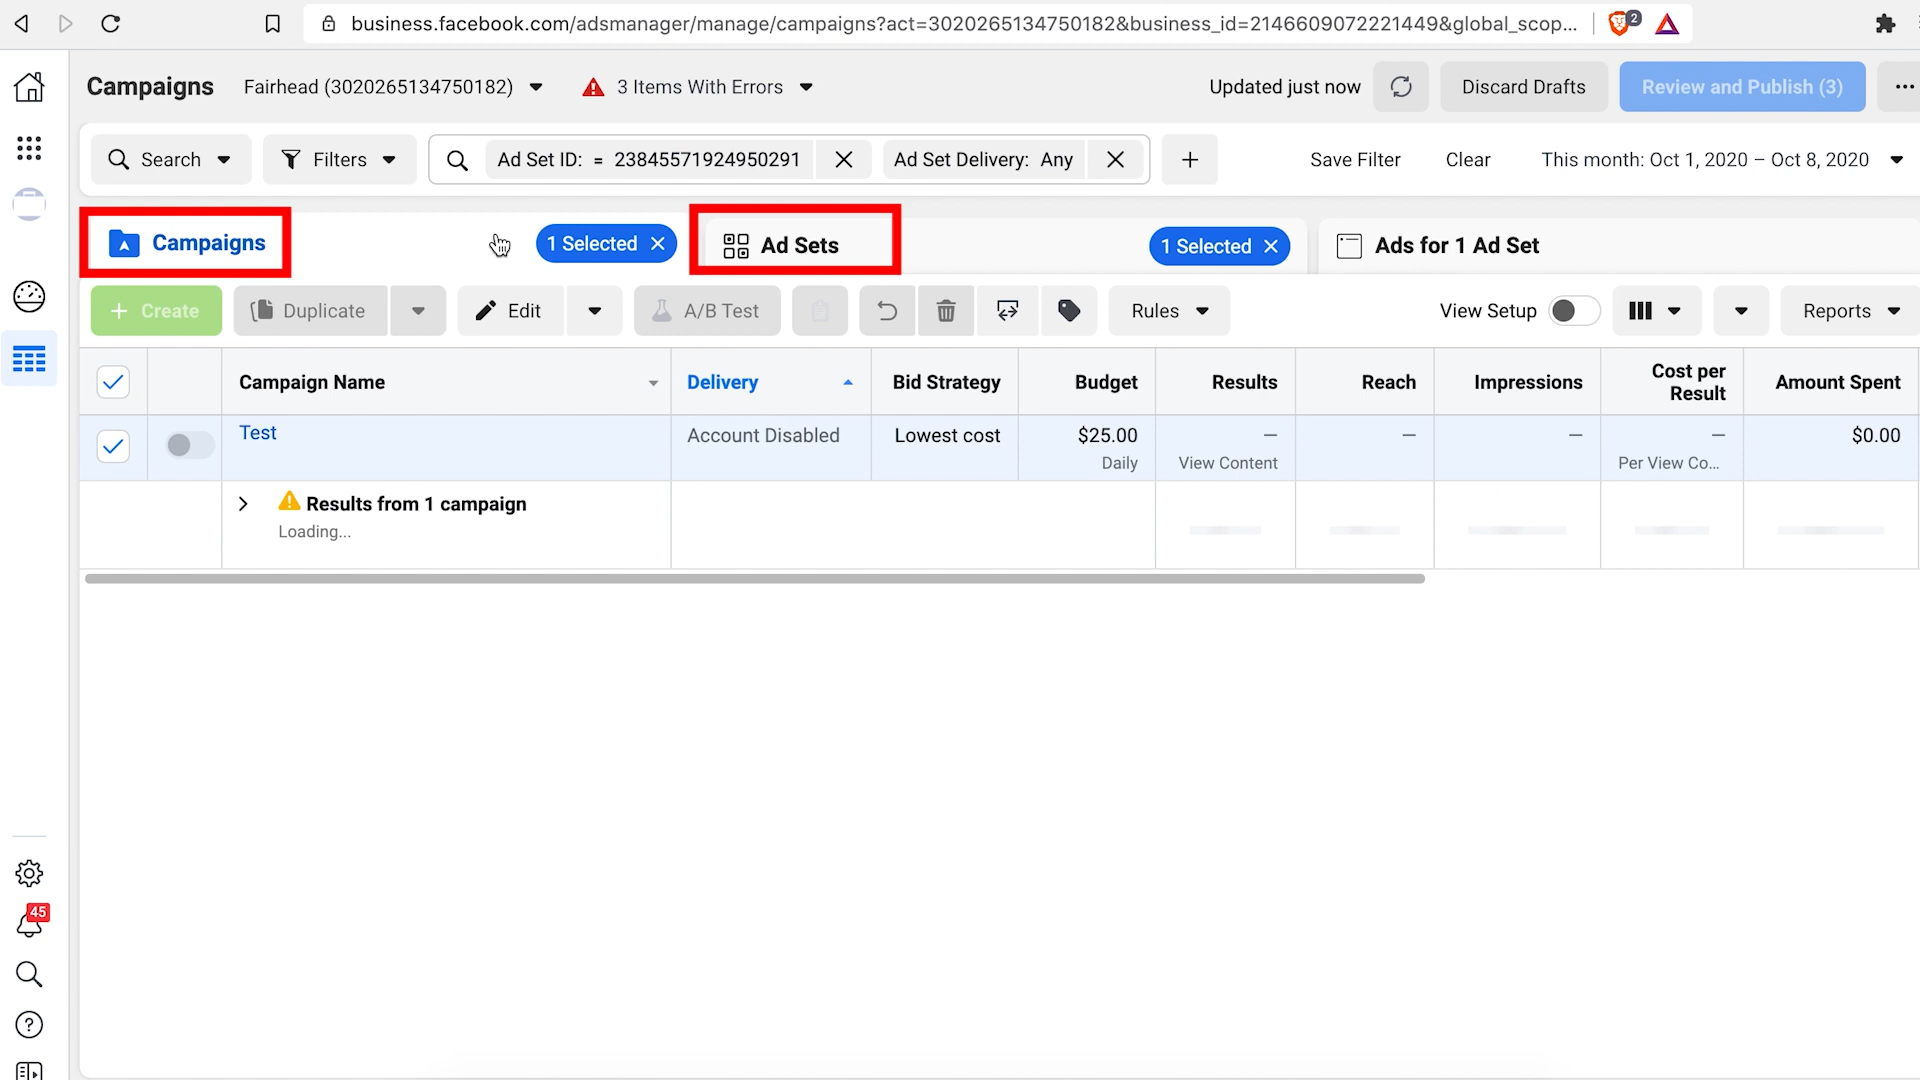 business.facebook.com/adsmanager/manage/campaigns?act=3020265134750182&business_id=2146609072221449&global_scop...
2
Campaigns
Fairhead (3020265134750182)
3 Items With Errors
Updated just now
Discard Drafts
Review and Publish (3)
Search
Filters
Ad Set ID: = 23845571924950291
Ad Set Delivery: Any
Save Filter
Clear
This month: Oct 1, 2020 – Oct 8, 2020
Campaigns
1 Selected
Ad Sets
1 Selected
Ads for 1 Ad Set
+ Create
Duplicate
Edit
A/B Test
Rules
View Setup
Reports
Campaign Name
Delivery
Bid Strategy
Budget
Results
Reach
Impressions
Cost per
Result
Amount Spent
Test
Account Disabled
Lowest cost
$25.00
Daily
—
View Content
—
—
—
Per View Co...
$0.00
Results from 1 campaign
Loading...
45